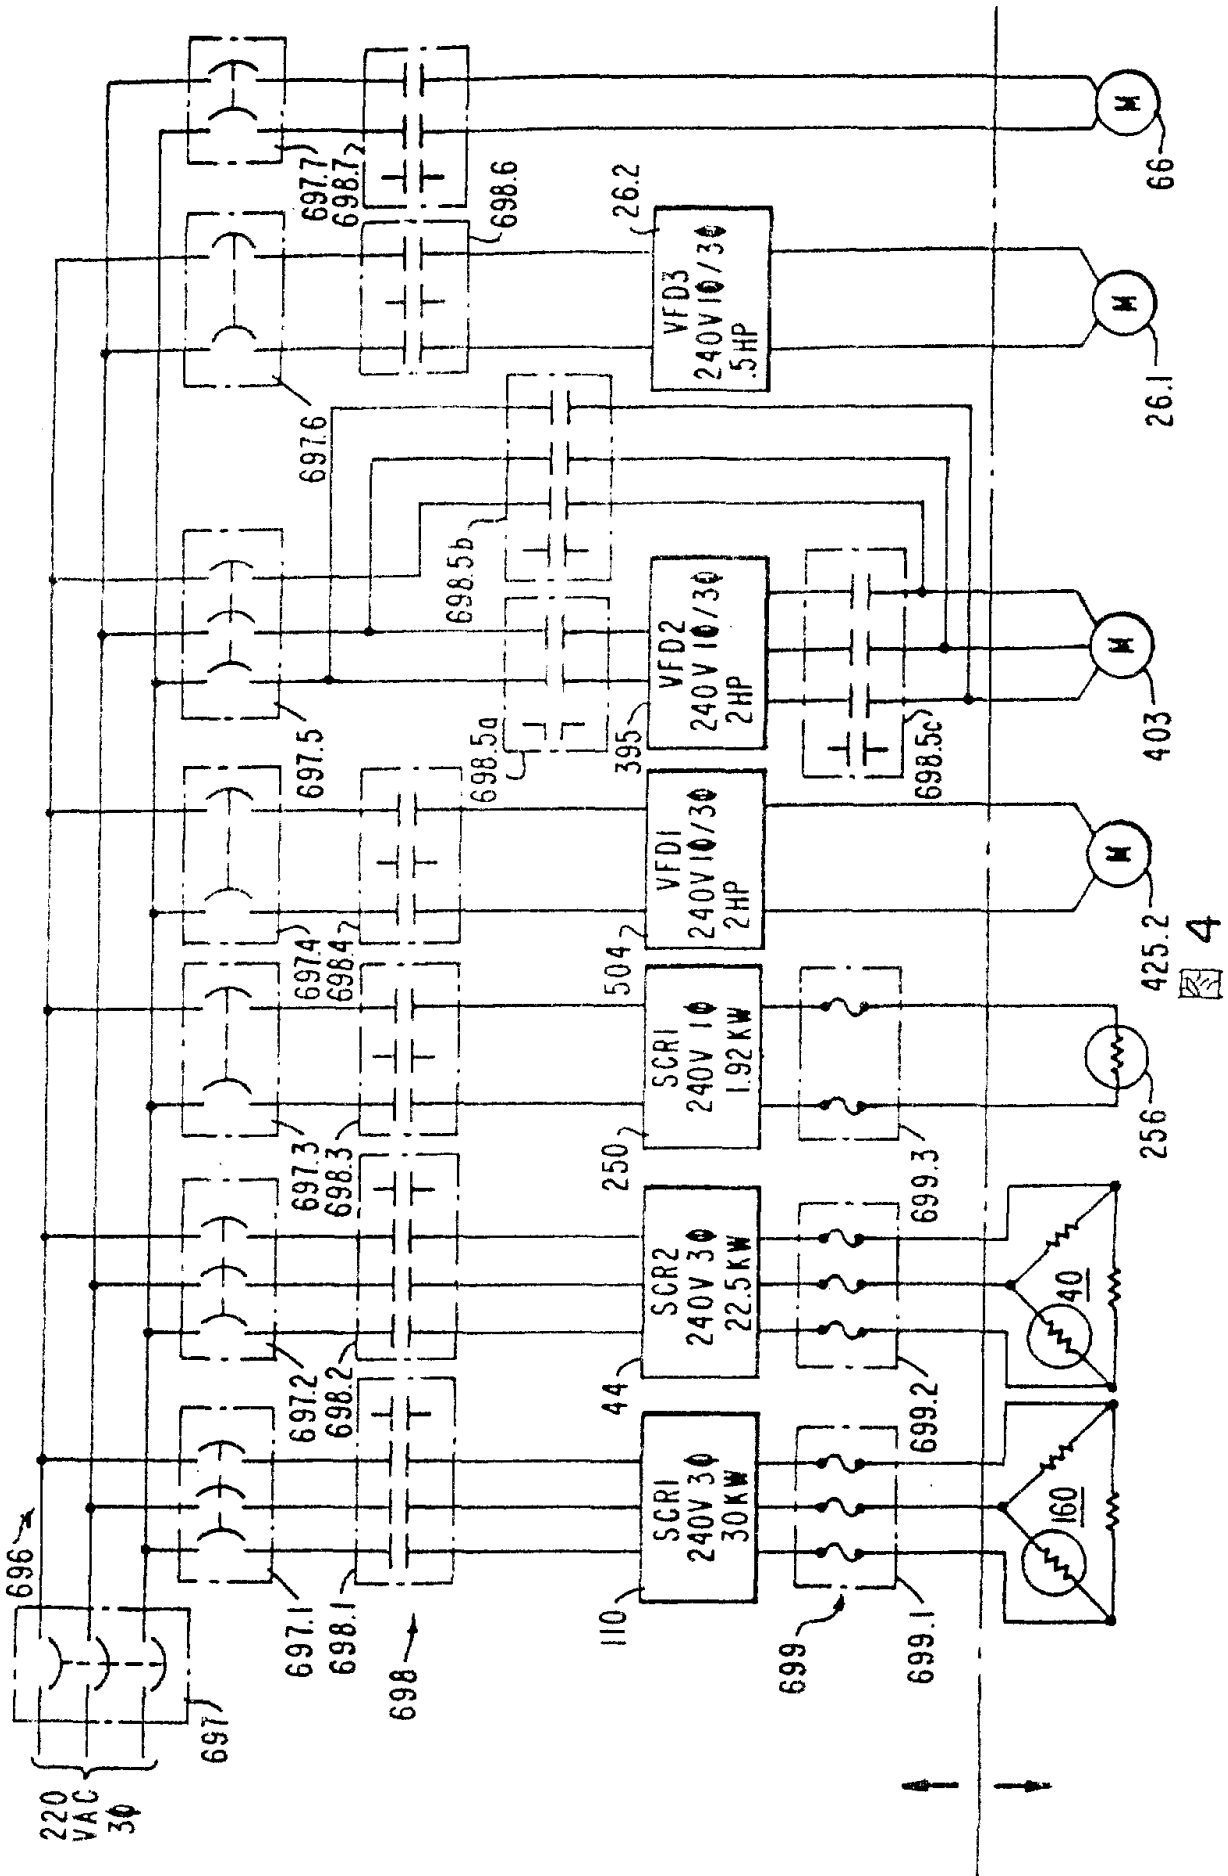 696
220
VAC
3Φ
697
697.1
698.1
697.2
698.2
697.3
698.3
697.4
698.4
697.5
697.6
697.7
698.7
698
698.5a
698.5b
698.6
110
SCR1
240V 3Φ
30KW
44
SCR2
240V 3Φ
22.5KW
250
SCR1
240V 1Φ
1.92KW
504
VFD1
240V1Φ/3Φ
2HP
395
VFD2
240V 1Φ/3Φ
2HP
26.2
VFD3
240V1Φ/3Φ
.5HP
699
699.1
699.2
699.3
698.5c
160
40
256
M
425.2
M
403
M
26.1
M
66
图 4